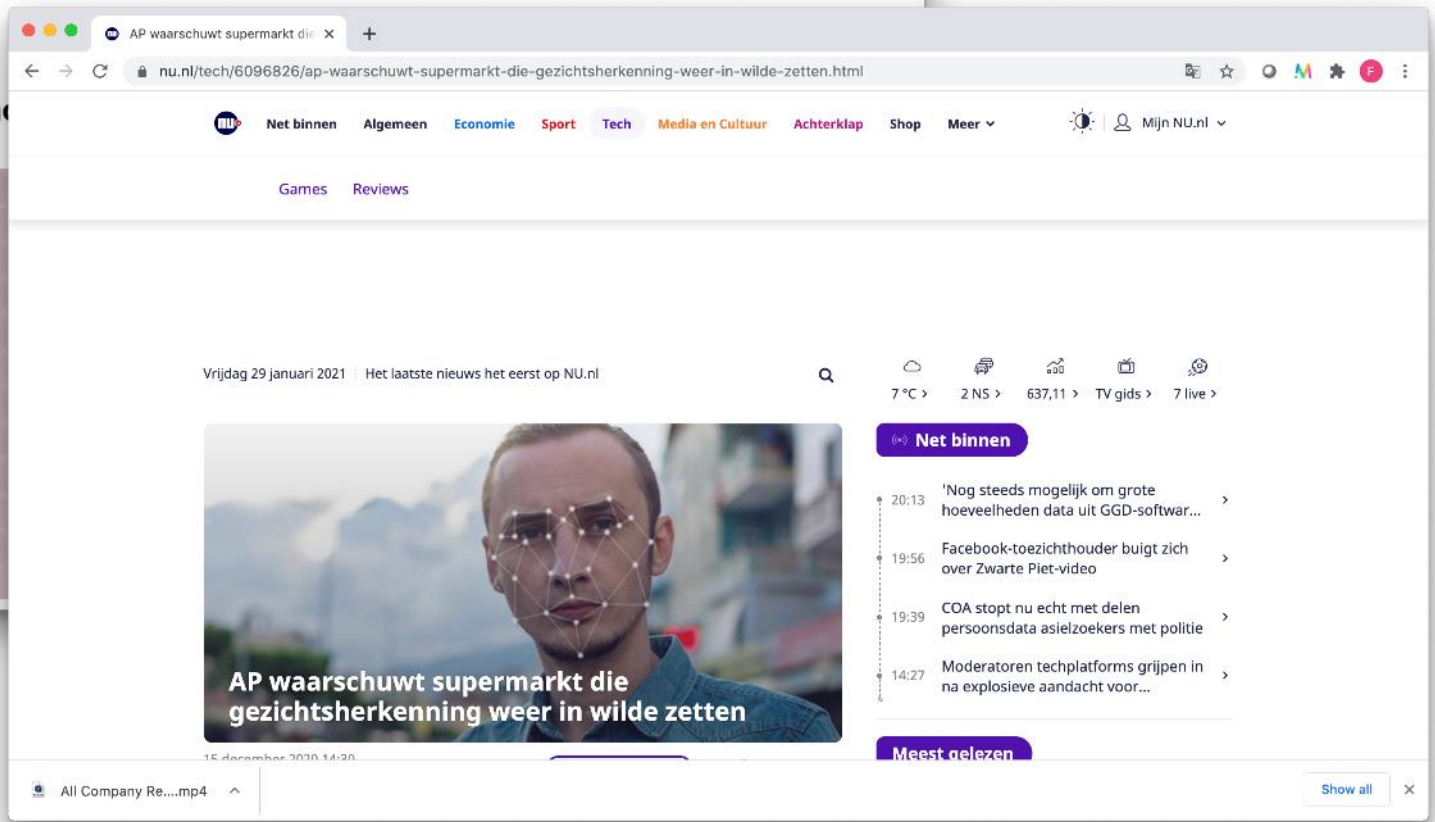 AP waarschuwt supermarkt die
nu.nl/tech/6096826/ap-waarschuwt-supermarkt-die-gezichtsherkenning-weer-in-wilde-zetten.html
F
NU
Net binnen Algemeen Economie Sport Tech Media en Cultuur Achterklap Shop Meer
Mijn NU.nl
Games Reviews
Vrijdag 29 januari 2021 Het laatste nieuws het eerst op NU.nl
7 °C > 2 NS > 637,11 > TV gids > 7 live >
AP waarschuwt supermarkt die
gezichtsherkenning weer in wilde zetten
15 december 2020 14:30
Net binnen
20:13 'Nog steeds mogelijk om grote
hoeveelheden data uit GGD-softwar...
19:56 Facebook-toezichthouder buigt zich
over Zwarte Piet-video
19:39 COA stopt nu echt met delen
persoonsdata asielzoekers met politie
14:27 Moderatoren techplatforms grijpen in
na explosieve aandacht voor...
Meest gelezen
All Company Re....mp4
Show all